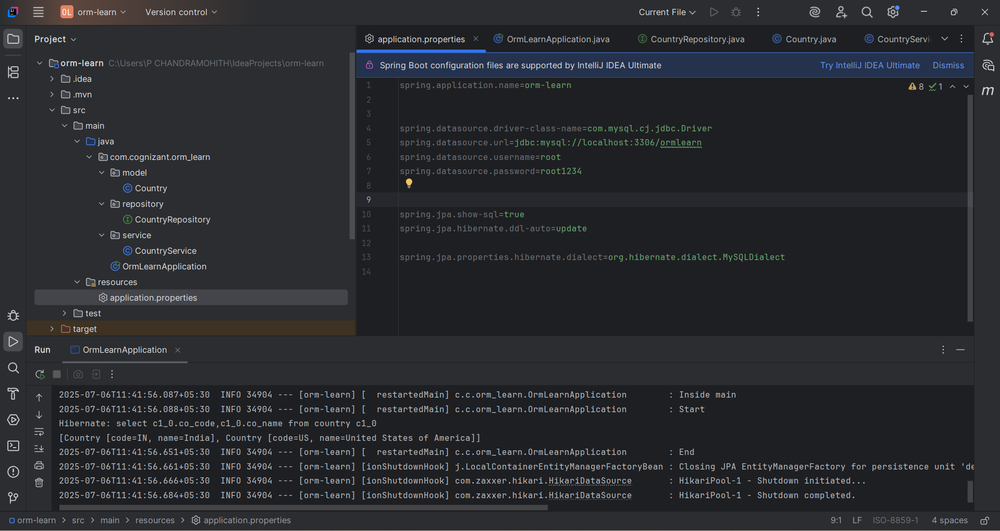 OL orm-learn Version control Current File
Project
application.properties OrmLearnApplication.java CountryRepository.java Country.java CountryServi
orm-learn C:\Users\P CHANDRAMOHITH\IdeaProjects\orm-learn
.idea
.mvn
src
main
java
com.cognizant.orm_learn
model
Country
repository
CountryRepository
service
CountryService
OrmLearnApplication
resources
application.properties
test
target
Spring Boot configuration files are supported by IntelliJ IDEA Ultimate Try IntelliJ IDEA Ultimate Dismiss
8 1
1 spring.application.name=orm-learn
2
3
4 spring.datasource.driver-class-name=com.mysql.cj.jdbc.Driver
5 spring.datasource.url=jdbc:mysql://localhost:3306/ormlearn
6 spring.datasource.username=root
7 spring.datasource.password=root1234
8
9
10 spring.jpa.show-sql=true
11 spring.jpa.hibernate.ddl-auto=update
12
13 spring.jpa.properties.hibernate.dialect=org.hibernate.dialect.MySQLDialect
14
m
Run OrmLearnApplication
2025-07-06T11:41:56.087+05:30  INFO 34904 --- [orm-learn] [  restartedMain] c.c.orm_learn.OrmLearnApplication        : Inside main
2025-07-06T11:41:56.088+05:30  INFO 34904 --- [orm-learn] [  restartedMain] c.c.orm_learn.OrmLearnApplication        : Start
Hibernate: select c1_0.co_code,c1_0.co_name from country c1_0
[Country [code=IN, name=India], Country [code=US, name=United States of America]]
2025-07-06T11:41:56.651+05:30  INFO 34904 --- [orm-learn] [  restartedMain] c.c.orm_learn.OrmLearnApplication        : End
2025-07-06T11:41:56.661+05:30  INFO 34904 --- [orm-learn] [ionShutdownHook] j.LocalContainerEntityManagerFactoryBean : Closing JPA EntityManagerFactory for persistence unit 'de
2025-07-06T11:41:56.666+05:30  INFO 34904 --- [orm-learn] [ionShutdownHook] com.zaxxer.hikari.HikariDataSource       : HikariPool-1 - Shutdown initiated...
2025-07-06T11:41:56.684+05:30  INFO 34904 --- [orm-learn] [ionShutdownHook] com.zaxxer.hikari.HikariDataSource       : HikariPool-1 - Shutdown completed.
orm-learn > src > main > resources > application.properties 9:1 LF ISO-8859-1 4 spaces